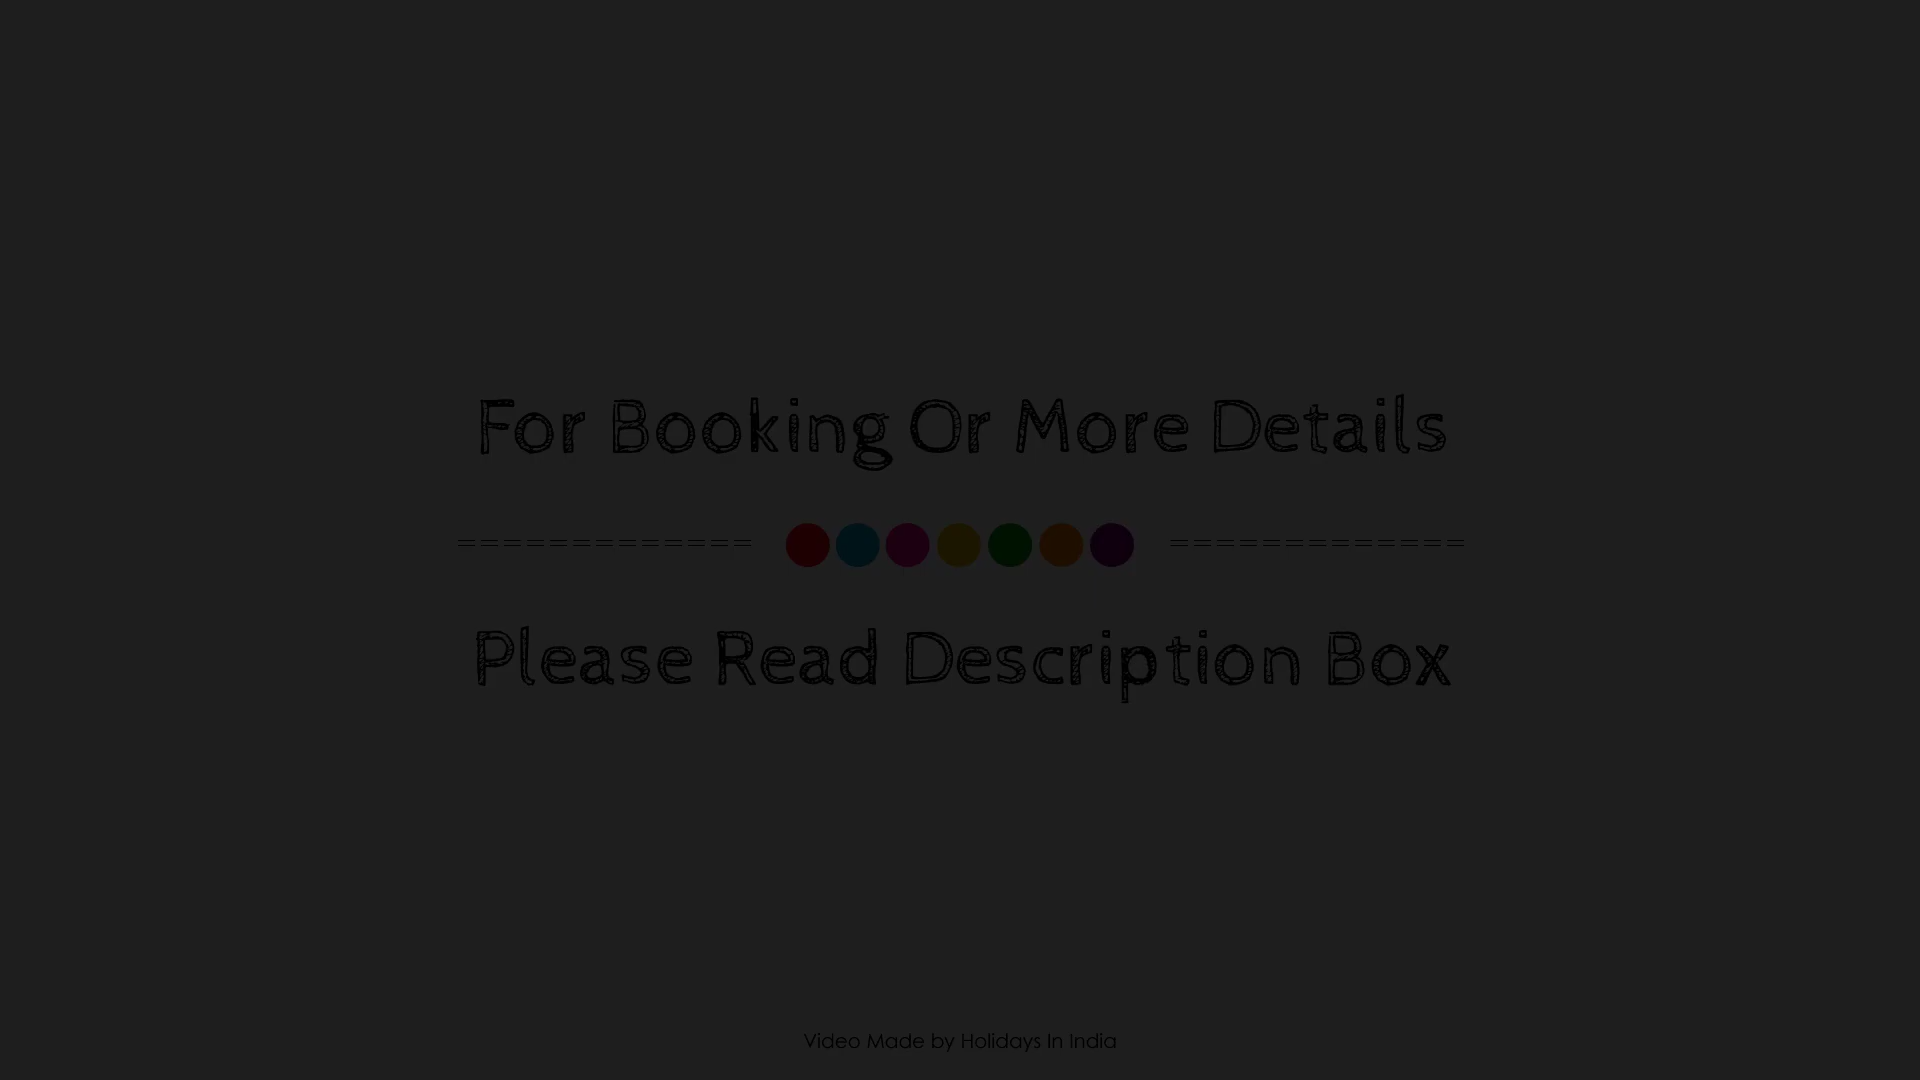 For Booking Or More Details
============= =============
Please Read Description Box
Video Made by Holidays In India